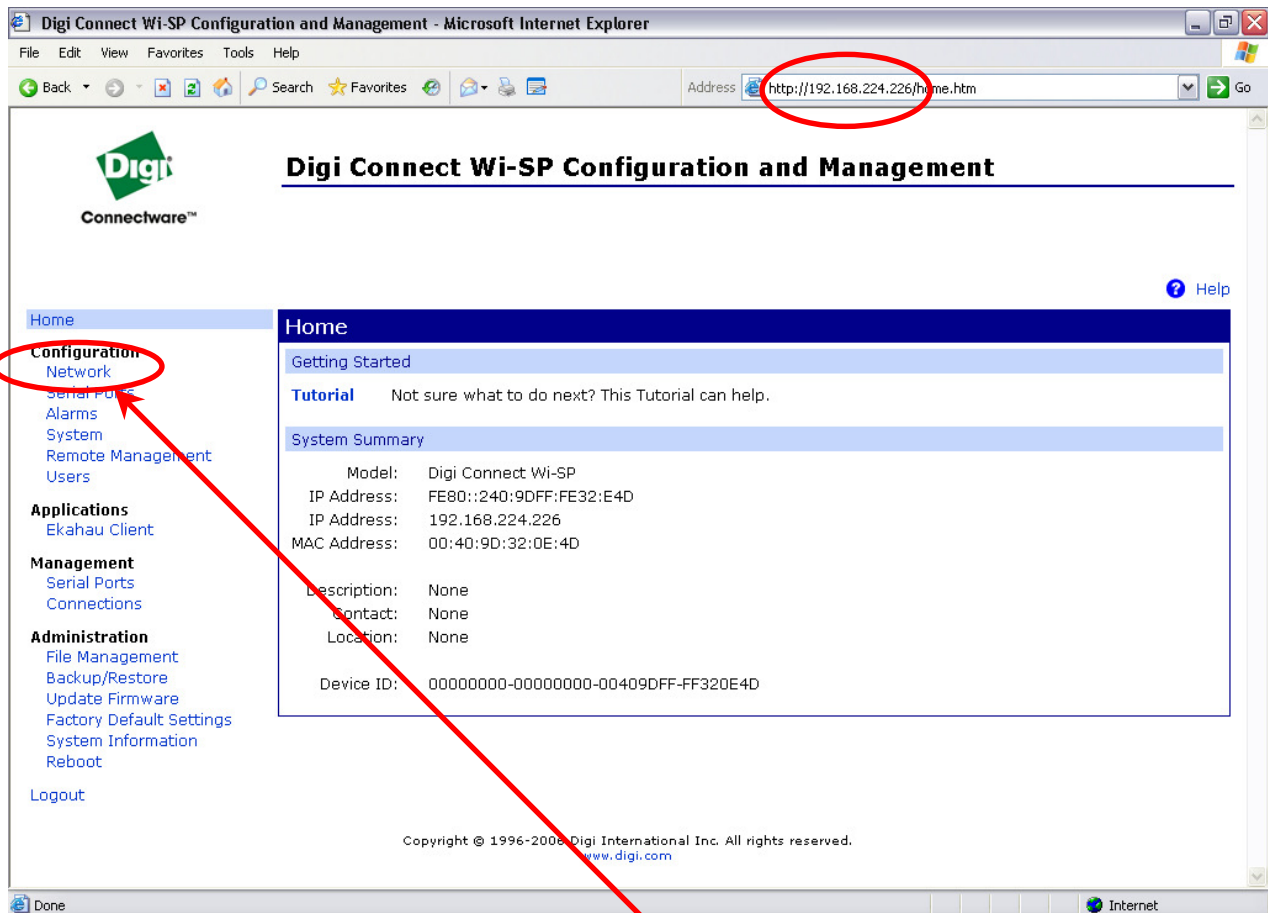 Digi Connect Wi-SP Configuration and Management - Microsoft Internet Explorer
File Edit View Favorites Tools Help
Back Search Favorites Address http://192.168.224.226/home.htm Go
Digi
Connectware™
Digi Connect Wi-SP Configuration and Management
Help
Home
Configuration
Network
Serial Ports
Alarms
System
Remote Management
Users
Applications
Ekahau Client
Management
Serial Ports
Connections
Administration
File Management
Backup/Restore
Update Firmware
Factory Default Settings
System Information
Reboot
Logout
Home
Getting Started
Tutorial Not sure what to do next? This Tutorial can help.
System Summary
Model: Digi Connect Wi-SP
IP Address: FE80::240:9DFF:FE32:E4D
IP Address: 192.168.224.226
MAC Address: 00:40:9D:32:0E:4D
Description: None
Contact: None
Location: None
Device ID: 00000000-00000000-00409DFF-FF320E4D
Copyright © 1996-2006 Digi International Inc. All rights reserved.
www.digi.com
Done Internet